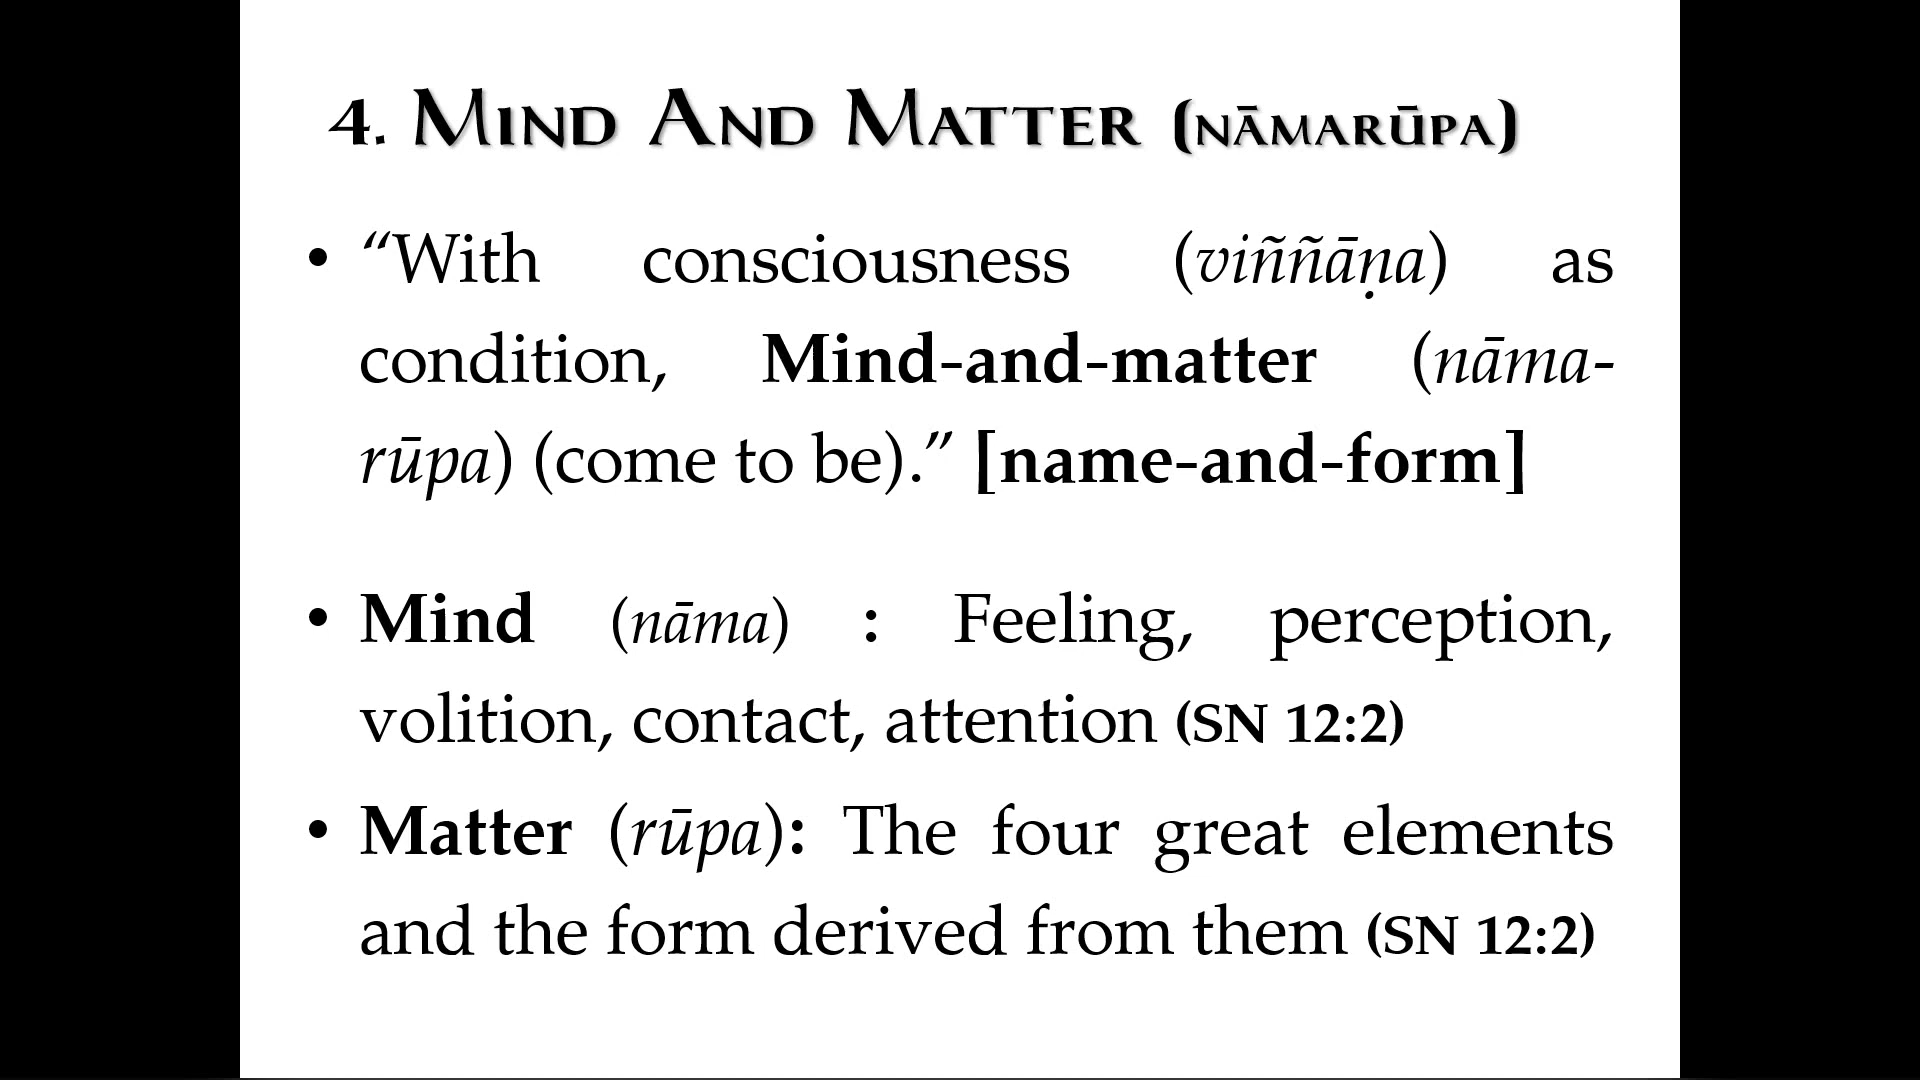 4. Mind And Matter (nāmarūpa)
• “With consciousness (viññāṇa) as
condition, Mind-and-matter (nāma-
rūpa) (come to be).” [name-and-form]
• Mind (nāma) : Feeling, perception,
volition, contact, attention (SN 12:2)
• Matter (rūpa): The four great elements
and the form derived from them (SN 12:2)